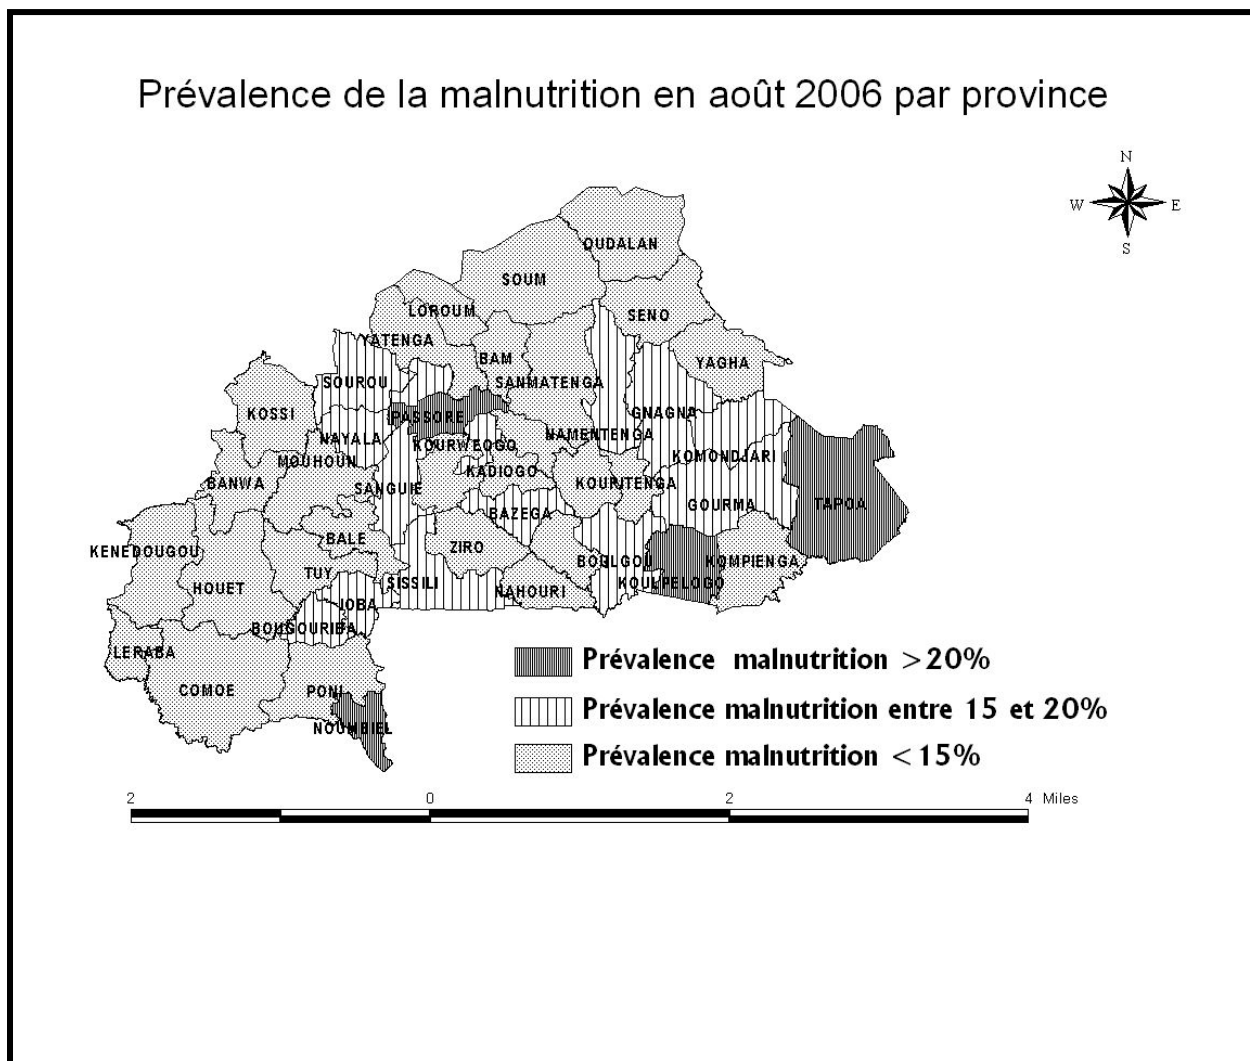 Prévalence de la malnutrition en août 2006 par province
N
W E
S
OUDALAN
SOUM
LOROUM
SENO
YATENGA
BAM
YAGHA
SOUROU
SANMATENGA
KOSSI
PASSORE
GNAGNA
NAYALA
KOURWEOGO
NAMENTENGA
MOUHOUN
KOMONDJARI
BANWA
SANGUIE
KADIOGO
KOURITENGA
GOURMA
TAPOA
BAZEGA
KENEDOUGOU
BALE
ZIRO
BOULGOU
KOMPIENGA
TUY
HOUET
SISSILI
NAHOURI
KOULPELOGO
IOBA
BOUGOURIBA
LERABA
COMOE
PONI
NOUMBIEL
Prévalence malnutrition >20%
Prévalence malnutrition entre 15 et 20%
Prévalence malnutrition <15%
2 0 2 4 Miles